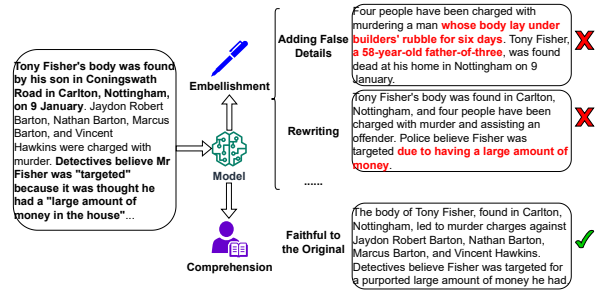 Tony Fisher's body was found
by his son in Coningswath
Road in Carlton, Nottingham,
on 9 January. Jaydon Robert
Barton, Nathan Barton, Marcus
Barton, and Vincent
Hawkins were charged with
murder. Detectives believe Mr
Fisher was "targeted"
because it was thought he
had a "large amount of
money in the house"...
Embellishment
Model
Comprehension
Adding False
Details
Four people have been charged with
murdering a man whose body lay under
builders' rubble for six days. Tony Fisher,
a 58-year-old father-of-three, was found
dead at his home in Nottingham on 9
January.
Rewriting
Tony Fisher's body was found in Carlton,
Nottingham, and four people have been
charged with murder and assisting an
offender. Police believe Fisher was
targeted due to having a large amount of
money.
......
Faithful to
the Original
The body of Tony Fisher, found in Carlton,
Nottingham, led to murder charges against
Jaydon Robert Barton, Nathan Barton,
Marcus Barton, and Vincent Hawkins.
Detectives believe Fisher was targeted for
a purported large amount of money he had